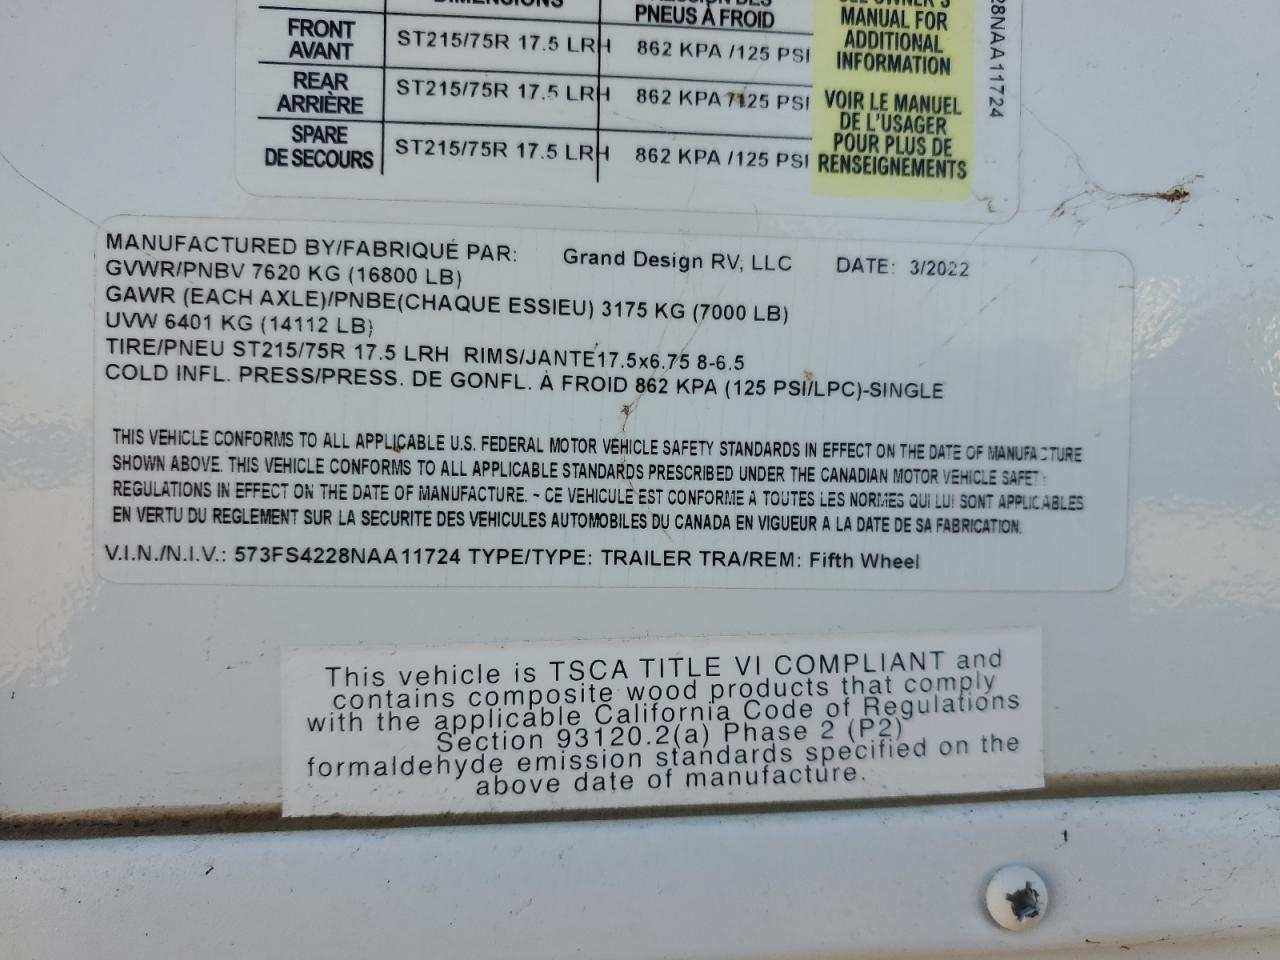 DIMENSIONS
PNEUS À FROID
FRONT
AVANT
ST215/75R 17.5 LRH
862 KPA /125 PSI
REAR
ARRIÈRE
ST215/75R 17.5 LRH
862 KPA /125 PSI
SPARE
DE SECOURS
ST215/75R 17.5 LRH
862 KPA /125 PSI
SEE OWNER'S
MANUAL FOR
ADDITIONAL
INFORMATION
VOIR LE MANUEL
DE L'USAGER
POUR PLUS DE
RENSEIGNEMENTS
28NAA11724
MANUFACTURED BY/FABRIQUÉ PAR: Grand Design RV, LLC DATE: 3/2022
GVWR/PNBV 7620 KG (16800 LB)
GAWR (EACH AXLE)/PNBE(CHAQUE ESSIEU) 3175 KG (7000 LB)
UVW 6401 KG (14112 LB)
TIRE/PNEU ST215/75R 17.5 LRH RIMS/JANTE17.5x6.75 8-6.5
COLD INFL. PRESS/PRESS. DE GONFL. À FROID 862 KPA (125 PSI/LPC)-SINGLE
THIS VEHICLE CONFORMS TO ALL APPLICABLE U.S. FEDERAL MOTOR VEHICLE SAFETY STANDARDS IN EFFECT ON THE DATE OF MANUFACTURE
SHOWN ABOVE. THIS VEHICLE CONFORMS TO ALL APPLICABLE STANDARDS PRESCRIBED UNDER THE CANADIAN MOTOR VEHICLE SAFETY
REGULATIONS IN EFFECT ON THE DATE OF MANUFACTURE. ~ CE VEHICULE EST CONFORME A TOUTES LES NORMES QUI LUI SONT APPLICABLES
EN VERTU DU REGLEMENT SUR LA SECURITE DES VEHICULES AUTOMOBILES DU CANADA EN VIGUEUR A LA DATE DE SA FABRICATION.
V.I.N./N.I.V.: 573FS4228NAA11724 TYPE/TYPE: TRAILER TRA/REM: Fifth Wheel
This vehicle is TSCA TITLE VI COMPLIANT and
contains composite wood products that comply
with the applicable California Code of Regulations
Section 93120.2(a) Phase 2 (P2)
formaldehyde emission standards specified on the
above date of manufacture.